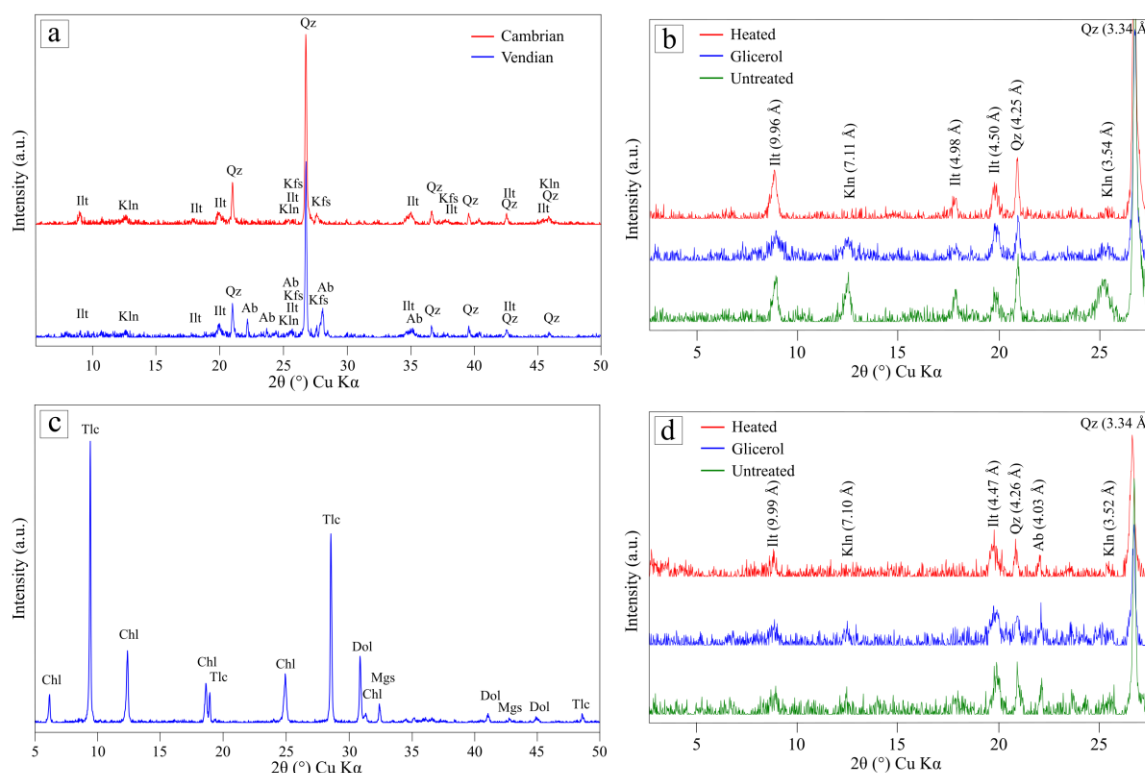 a
Qz
Cambrian
Vendian
Intensity (a.u.)
Ilt
Kln
Ilt
Ilt
Qz
Kfs
Ilt
Kln
Kfs
Ilt
Qz
Kfs
Ilt
Qz
Ilt
Qz
Ilt
Kln
Qz
Ilt
Kln
Ilt
Ilt
Qz
Ab
Ab
Ab
Kfs
Ilt
Kln
Kfs
Ab
Ilt
Ab
Qz
Qz
Ilt
Qz
Qz
10 15 20 25 30 35 40 45 50
2θ (°) Cu Kα
b
Heated
Glicerol
Untreated
Intensity (a.u.)
Ilt (9.96 Å)
Kln (7.11 Å)
Ilt (4.98 Å)
Ilt (4.50 Å)
Qz (4.25 Å)
Kln (3.54 Å)
Qz (3.34 Å)
5 10 15 20 25
2θ (°) Cu Kα
c
Intensity (a.u.)
Chl
Tlc
Chl
Chl
Tlc
Chl
Tlc
Dol
Chl
Mgs
Dol
Mgs
Dol
Tlc
5 10 15 20 25 30 35 40 45 50
2θ (°) Cu Kα
d
Heated
Glicerol
Untreated
Intensity (a.u.)
Ilt (9.99 Å)
Kln (7.10 Å)
Ilt (4.47 Å)
Qz (4.26 Å)
Ab (4.03 Å)
Kln (3.52 Å)
Qz (3.34 Å)
5 10 15 20 25
2θ (°) Cu Kα